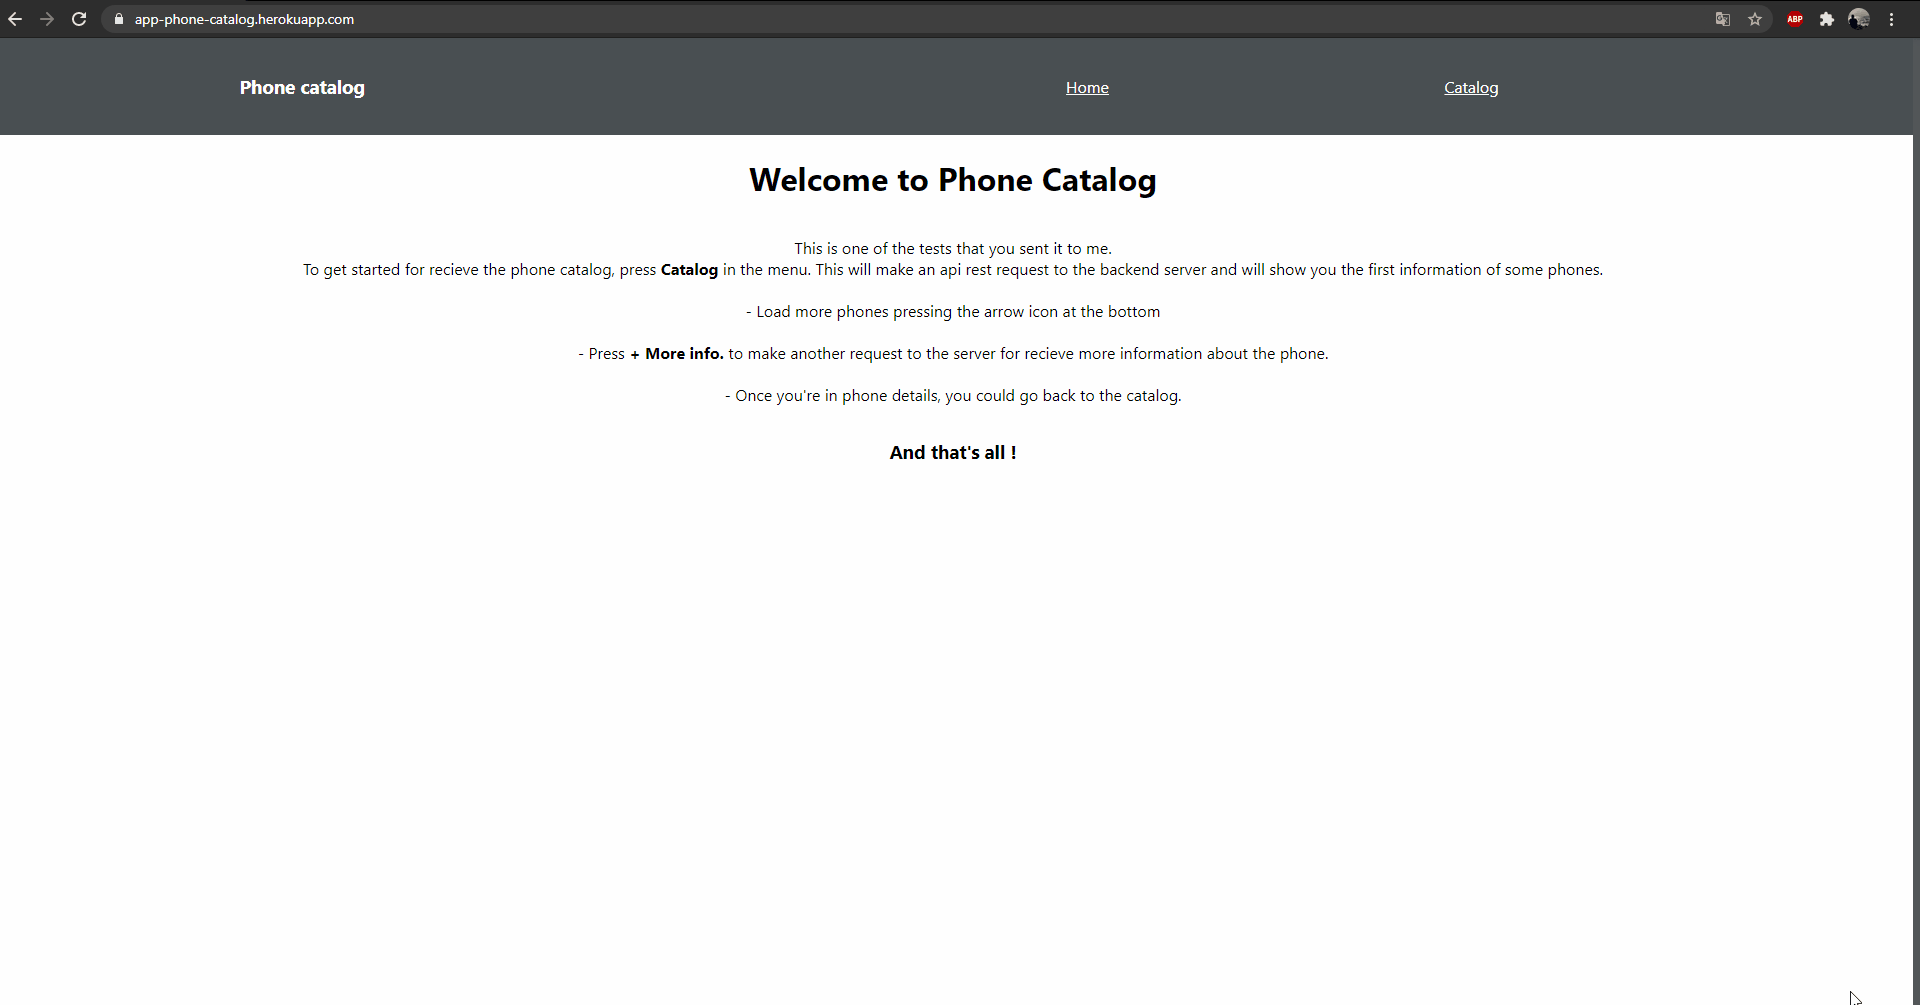 app-phone-catalog.herokuapp.com
ABP
Phone catalog
Home
Catalog
Welcome to Phone Catalog
This is one of the tests that you sent it to me.
To get started for recieve the phone catalog, press Catalog in the menu. This will make an api rest request to the backend server and will show you the first information of some phones.
- Load more phones pressing the arrow icon at the bottom
- Press + More info. to make another request to the server for recieve more information about the phone.
- Once you're in phone details, you could go back to the catalog.
And that's all !